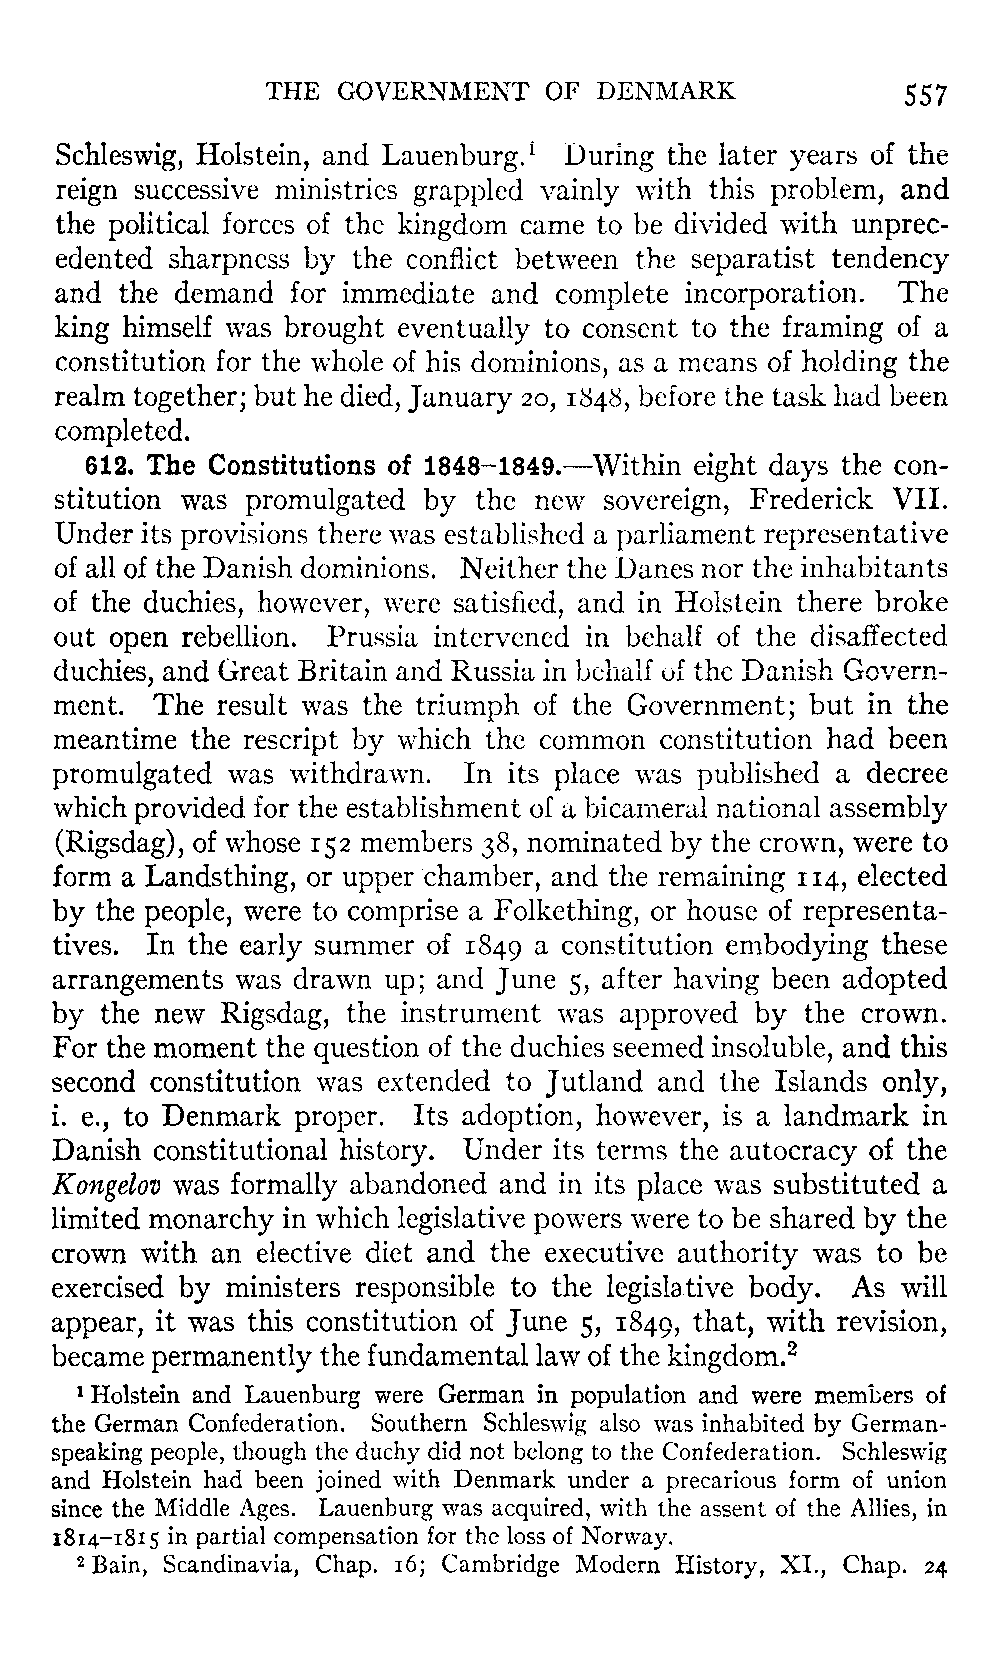 THE GOVERNMENT OF DENMARK 557
Schleswig, Holstein, and Lauenburg.¹ During the later years of the
reign successive ministries grappled vainly with this problem, and
the political forces of the kingdom came to be divided with unprec-
edented sharpness by the conflict between the separatist tendency
and the demand for immediate and complete incorporation. The
king himself was brought eventually to consent to the framing of a
constitution for the whole of his dominions, as a means of holding the
realm together; but he died, January 20, 1848, before the task had been
completed.
612. The Constitutions of 1848–1849.—Within eight days the con-
stitution was promulgated by the new sovereign, Frederick VII.
Under its provisions there was established a parliament representative
of all of the Danish dominions. Neither the Danes nor the inhabitants
of the duchies, however, were satisfied, and in Holstein there broke
out open rebellion. Prussia intervened in behalf of the disaffected
duchies, and Great Britain and Russia in behalf of the Danish Govern-
ment. The result was the triumph of the Government; but in the
meantime the rescript by which the common constitution had been
promulgated was withdrawn. In its place was published a decree
which provided for the establishment of a bicameral national assembly
(Rigsdag), of whose 152 members 38, nominated by the crown, were to
form a Landsthing, or upper chamber, and the remaining 114, elected
by the people, were to comprise a Folkething, or house of representa-
tives. In the early summer of 1849 a constitution embodying these
arrangements was drawn up; and June 5, after having been adopted
by the new Rigsdag, the instrument was approved by the crown.
For the moment the question of the duchies seemed insoluble, and this
second constitution was extended to Jutland and the Islands only,
i. e., to Denmark proper. Its adoption, however, is a landmark in
Danish constitutional history. Under its terms the autocracy of the
Kongelov was formally abandoned and in its place was substituted a
limited monarchy in which legislative powers were to be shared by the
crown with an elective diet and the executive authority was to be
exercised by ministers responsible to the legislative body. As will
appear, it was this constitution of June 5, 1849, that, with revision,
became permanently the fundamental law of the kingdom.²
¹ Holstein and Lauenburg were German in population and were members of
the German Confederation. Southern Schleswig also was inhabited by German-
speaking people, though the duchy did not belong to the Confederation. Schleswig
and Holstein had been joined with Denmark under a precarious form of union
since the Middle Ages. Lauenburg was acquired, with the assent of the Allies, in
1814–1815 in partial compensation for the loss of Norway.
² Bain, Scandinavia, Chap. 16; Cambridge Modern History, XI., Chap. 24